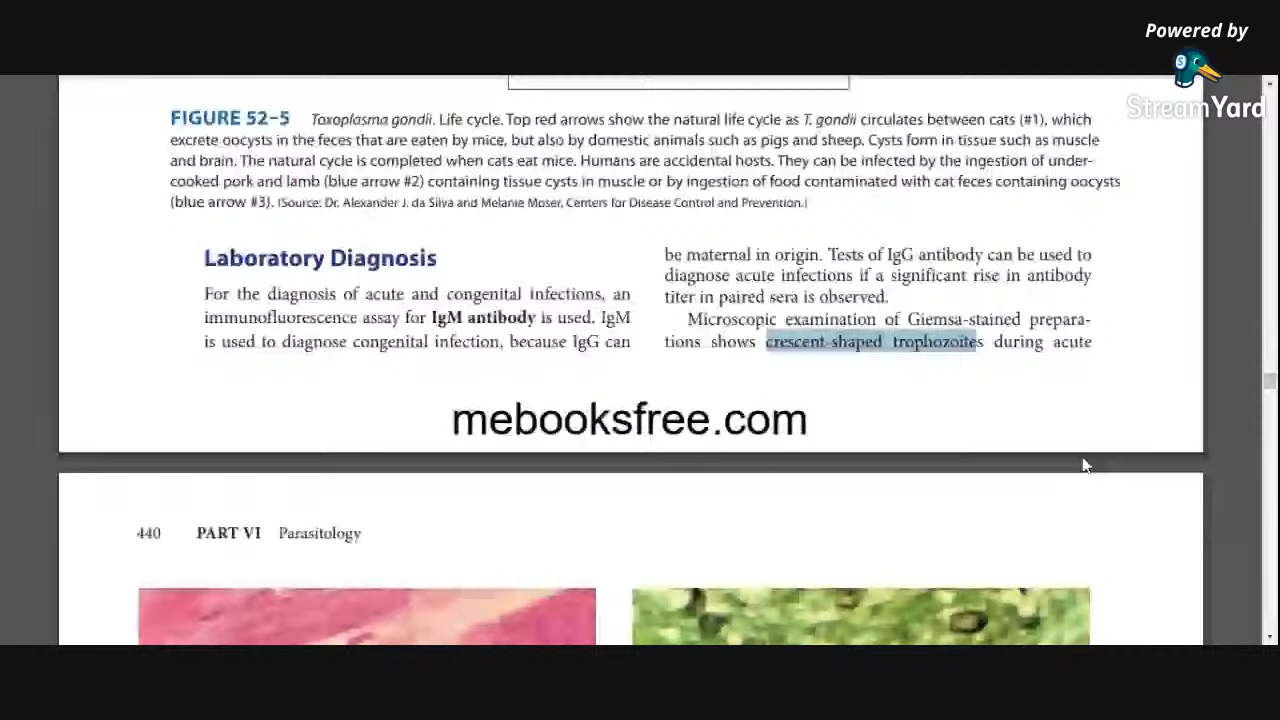 Powered by
StreamYard
FIGURE 52–5 Toxoplasma gondii. Life cycle. Top red arrows show the natural life cycle as T. gondii circulates between cats (#1), which
excrete oocysts in the feces that are eaten by mice, but also by domestic animals such as pigs and sheep. Cysts form in tissue such as muscle
and brain. The natural cycle is completed when cats eat mice. Humans are accidental hosts. They can be infected by the ingestion of under-
cooked pork and lamb (blue arrow #2) containing tissue cysts in muscle or by ingestion of food contaminated with cat feces containing oocysts
(blue arrow #3). (Source: Dr. Alexander J. da Silva and Melanie Moser, Centers for Disease Control and Prevention.)
Laboratory Diagnosis
For the diagnosis of acute and congenital infections, an
immunofluorescence assay for IgM antibody is used. IgM
is used to diagnose congenital infection, because IgG can
be maternal in origin. Tests of IgG antibody can be used to
diagnose acute infections if a significant rise in antibody
titer in paired sera is observed.
Microscopic examination of Giemsa-stained prepara-
tions shows crescent-shaped trophozoites during acute
mebooksfree.com
440 PART VI Parasitology